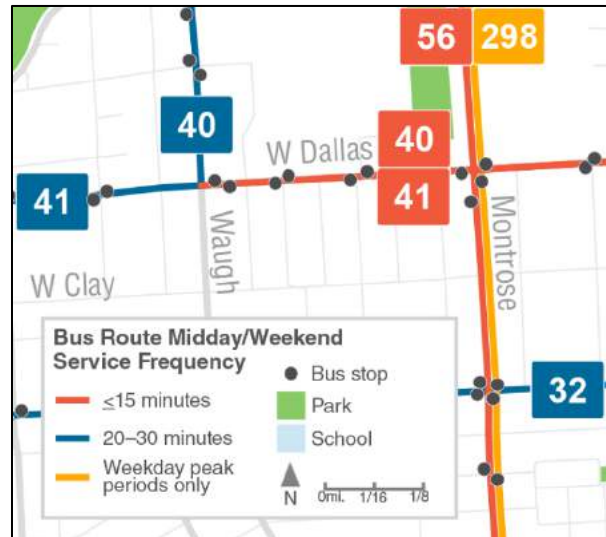 56 298
40
40
W Dallas
41
41
Waugh
Montrose
W Clay
Bus Route Midday/Weekend
Service Frequency
≤15 minutes
20–30 minutes
Weekday peak
periods only
Bus stop
Park
School
N
0mi. 1/16 1/8
32